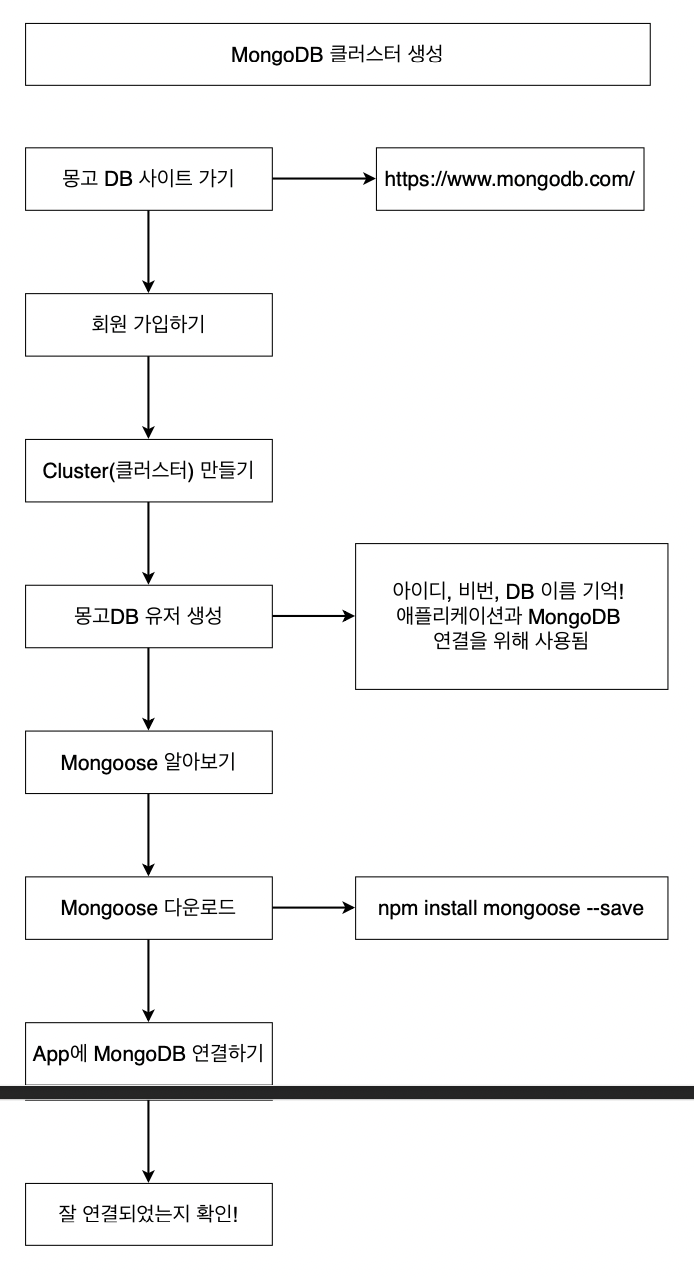 MongoDB 클러스터 생성
몽고 DB 사이트 가기
https://www.mongodb.com/
회원 가입하기
Cluster(클러스터) 만들기
몽고DB 유저 생성
아이디, 비번, DB 이름 기억!
애플리케이션과 MongoDB
연결을 위해 사용됨
Mongoose 알아보기
Mongoose 다운로드
npm install mongoose --save
App에 MongoDB 연결하기
잘 연결되었는지 확인!